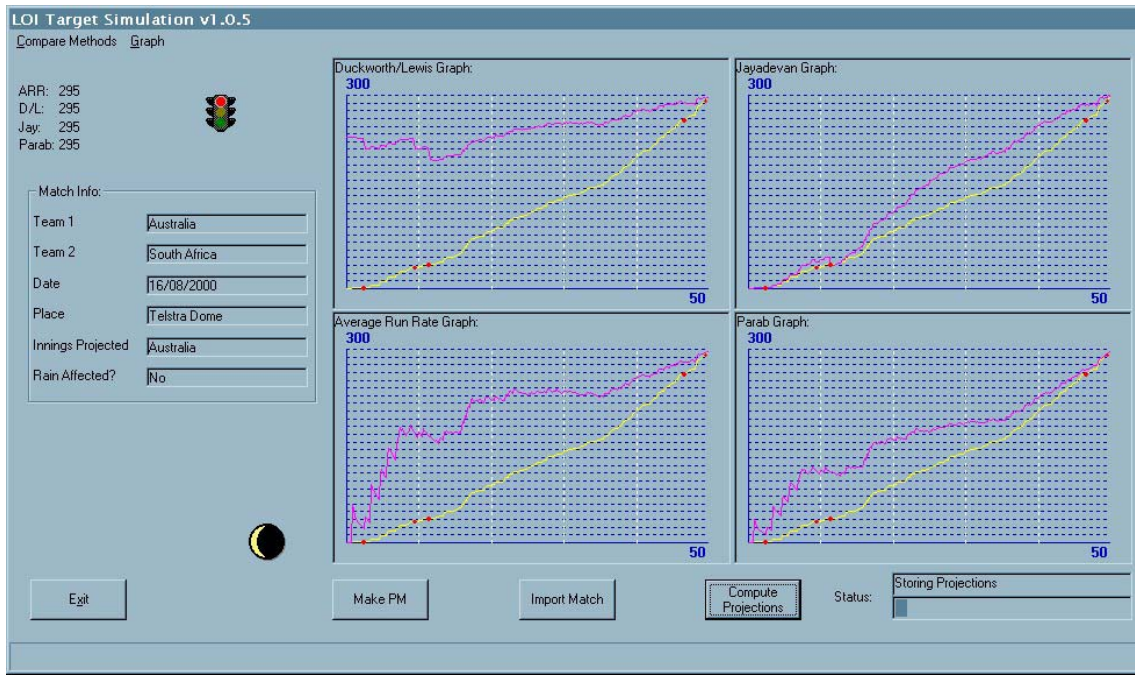 LOI Target Simulation v1.0.5
Compare Methods Graph
ARR: 295
D/L: 295
Jay: 295
Parab: 295
Match Info:
Team 1 Australia
Team 2 South Africa
Date 16/08/2000
Place Telstra Dome
Innings Projected Australia
Rain Affected? No
Duckworth/Lewis Graph:
300
50
Jayadevan Graph:
300
50
Average Run Rate Graph:
300
50
Parab Graph:
300
50
Exit
Make PM
Import Match
Compute
Projections
Status:
Storing Projections